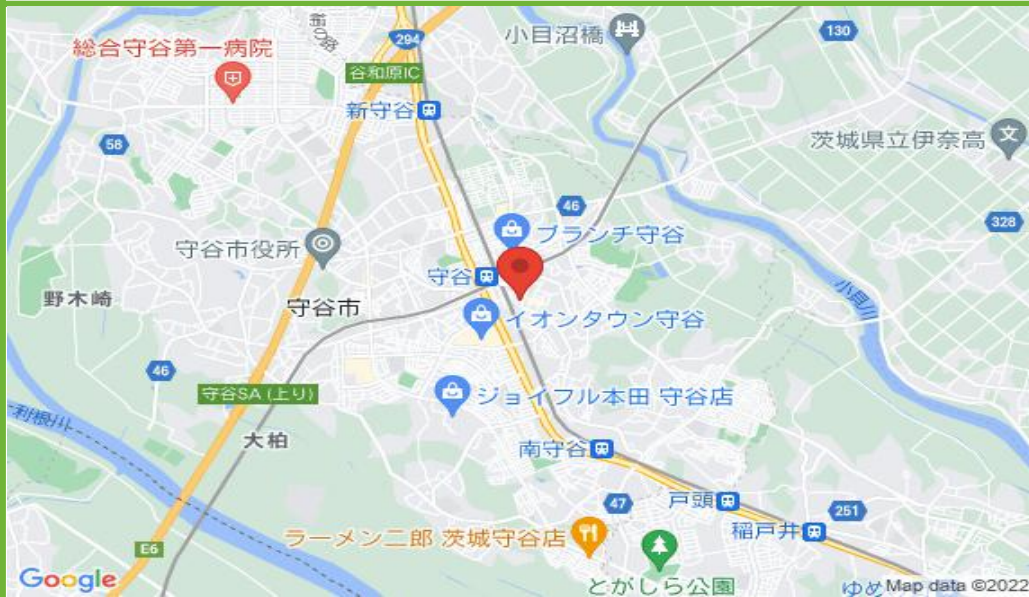 294
小目沼橋
130
総合守谷第一病院
谷和原IC
新守谷
58
茨城県立伊奈高
46
328
ブランチ守谷
守谷市役所
守谷
小貝川
野木崎
守谷市
イオンタウン守谷
46
守谷SA (上り)
ジョイフル本田 守谷店
利根川
大柏
南守谷
戸頭
47
251
稲戸井
ラーメン二郎 茨城守谷店
E6
Google
とがしら公園
ゆめ
Map data ©2022